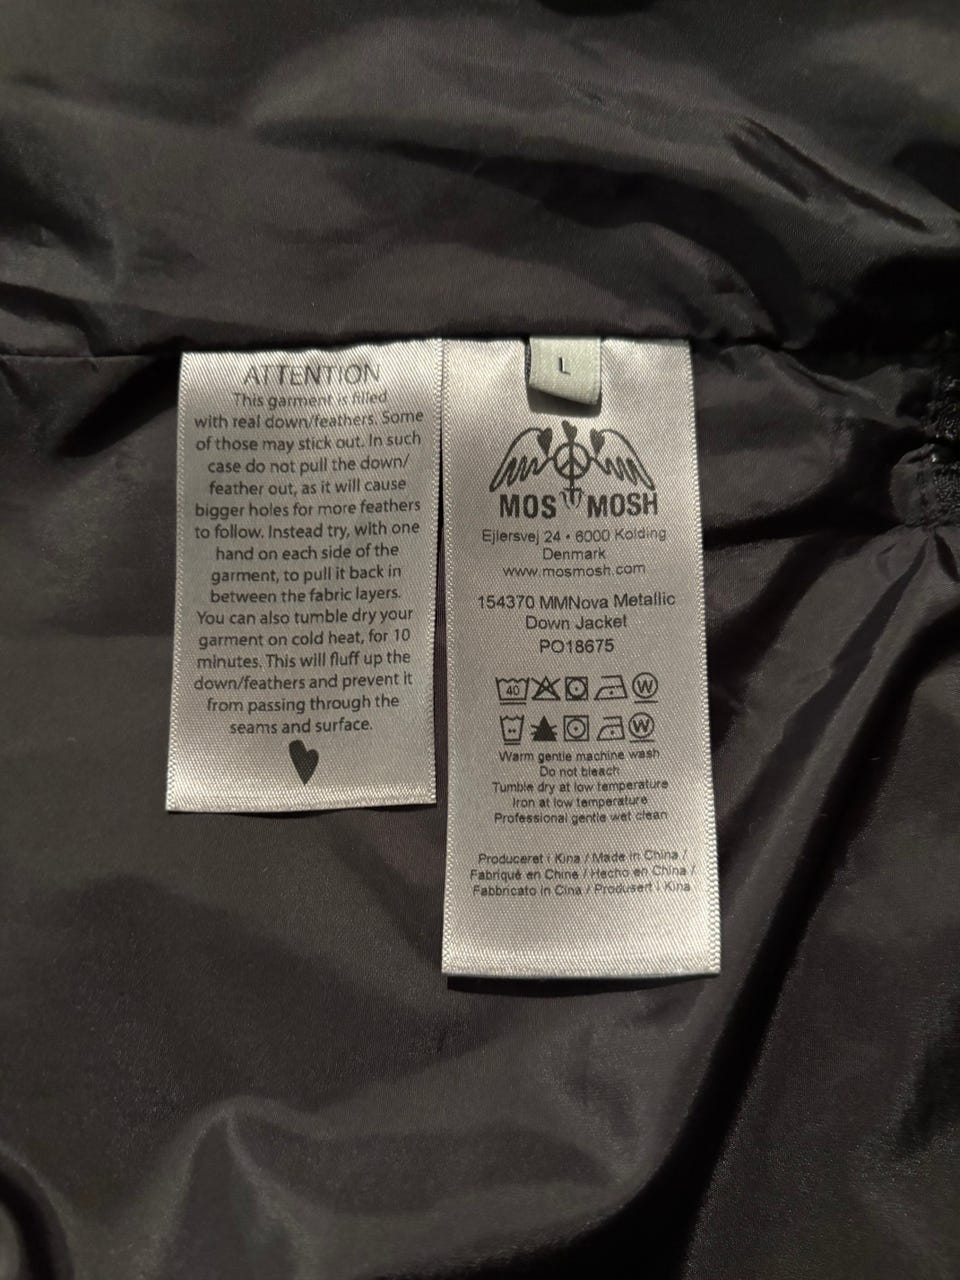 ATTENTION
This garment is filled
with real down/feathers. Some
of those may stick out. In such
case do not pull the down/
feather out, as it will cause
bigger holes for more feathers
to follow. Instead try, with one
hand on each side of the
garment, to pull it back in
between the fabric layers.
You can also tumble dry your
garment on cold heat, for 10
minutes. This will fluff up the
down/feathers and prevent it
from passing through the
seams and surface.
L
MOS MOSH
Ejlersvej 24 • 6000 Kolding
Denmark
www.mosmosh.com
154370 MMNova Metallic
Down Jacket
PO18675
40 W
W
Warm gentle machine wash
Do not bleach
Tumble dry at low temperature
Iron at low temperature
Professional gentle wet clean
Produceret i Kina / Made in China /
Fabriqué en Chine / Hecho en China /
Fabbricato in Cina / Produsert i Kina